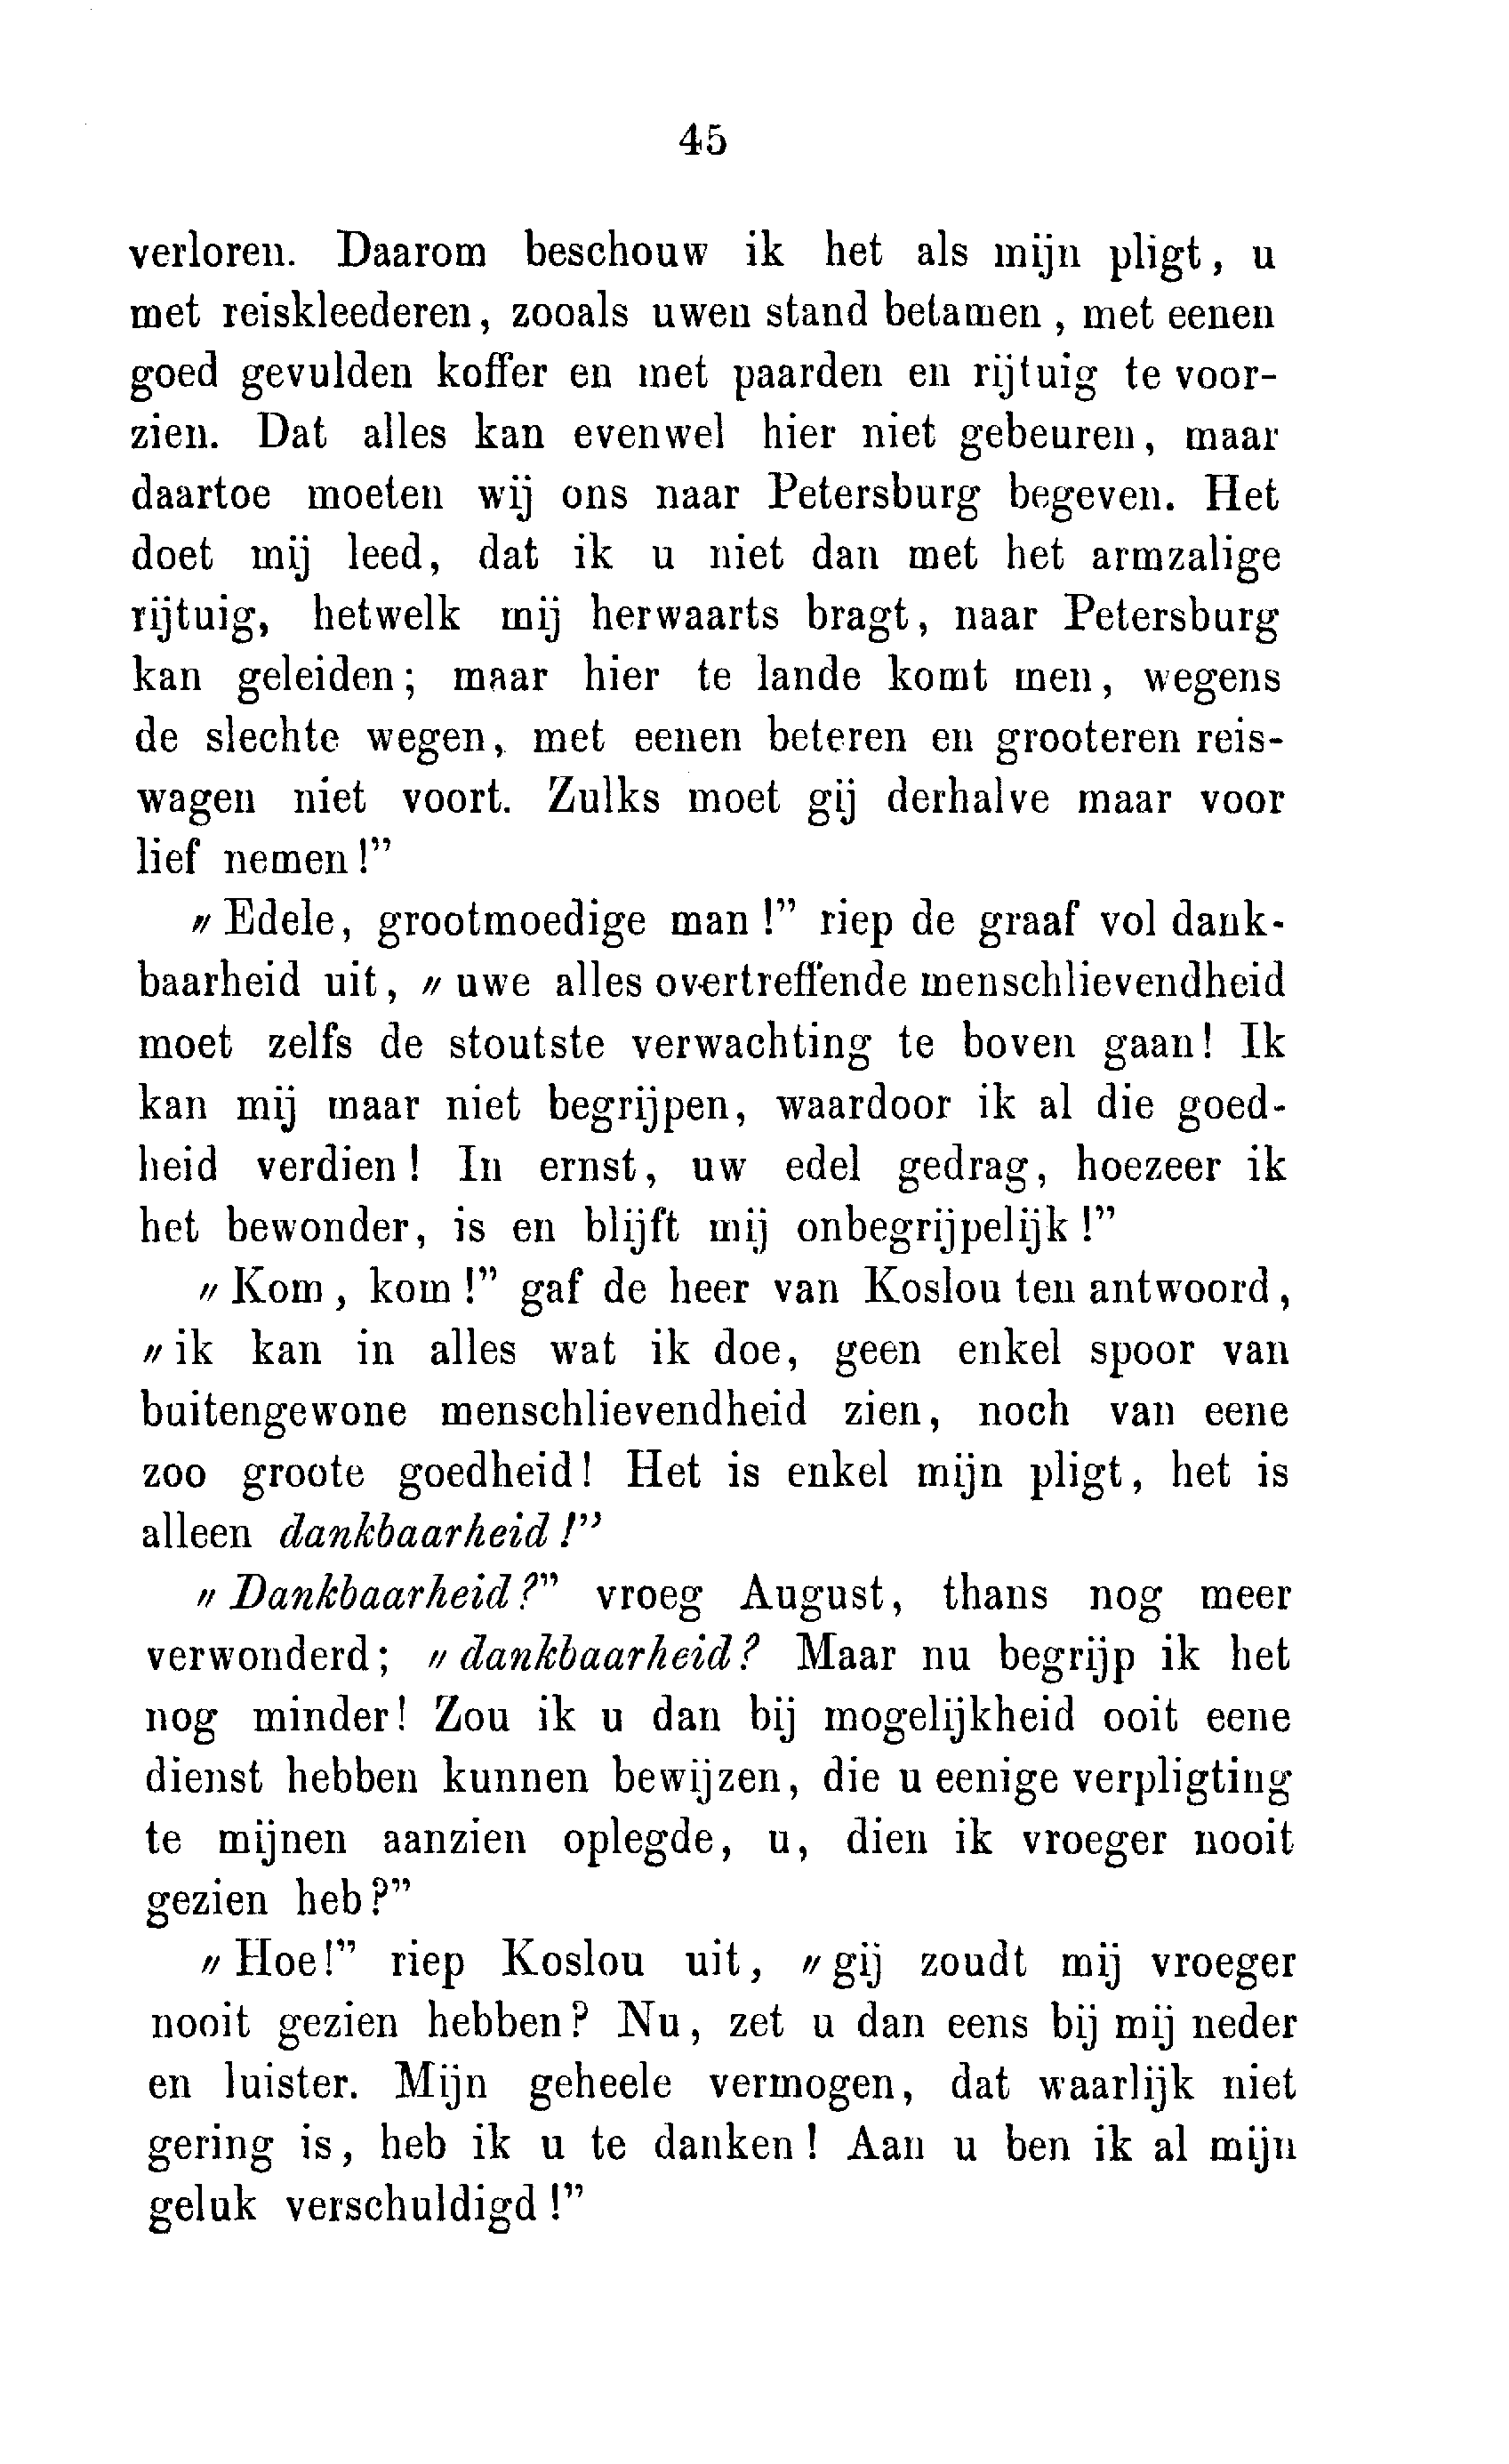 45
verloren. Daarom beschouw ik het als mijn pligt, u
met reiskleederen, zooals uwen stand betamen, met eenen
goed gevulden koffer en met paarden en rijtuig te voor-
zien. Dat alles kan evenwel hier niet gebeuren, maar
daartoe moeten wij ons naar Petersburg begeven. Het
doet mij leed, dat ik u niet dan met het armzalige
rijtuig, hetwelk mij herwaarts bragt, naar Petersburg
kan geleiden; maar hier te lande komt men, wegens
de slechte wegen, met eenen beteren en grooteren reis-
wagen niet voort. Zulks moet gij derhalve maar voor
lief nemen!”
„Edele, grootmoedige man!” riep de graaf vol dank-
baarheid uit, „uwe alles overtreffende menschlievendheid
moet zelfs de stoutste verwachting te boven gaan! Ik
kan mij maar niet begrijpen, waardoor ik al die goed-
heid verdien! In ernst, uw edel gedrag, hoezeer ik
het bewonder, is en blijft mij onbegrijpelijk!”
„Kom, kom!” gaf de heer van Koslou ten antwoord,
„ik kan in alles wat ik doe, geen enkel spoor van
buitengewone menschlievendheid zien, noch van eene
zoo groote goedheid! Het is enkel mijn pligt, het is
alleen dankbaarheid!”
„Dankbaarheid?” vroeg August, thans nog meer
verwonderd; „dankbaarheid? Maar nu begrijp ik het
nog minder! Zou ik u dan bij mogelijkheid ooit eene
dienst hebben kunnen bewijzen, die u eenige verpligting
te mijnen aanzien oplegde, u, dien ik vroeger nooit
gezien heb?”
„Hoe!” riep Koslou uit, „gij zoudt mij vroeger
nooit gezien hebben? Nu, zet u dan eens bij mij neder
en luister. Mijn geheele vermogen, dat waarlijk niet
gering is, heb ik u te danken! Aan u ben ik al mijn
geluk verschuldigd!”